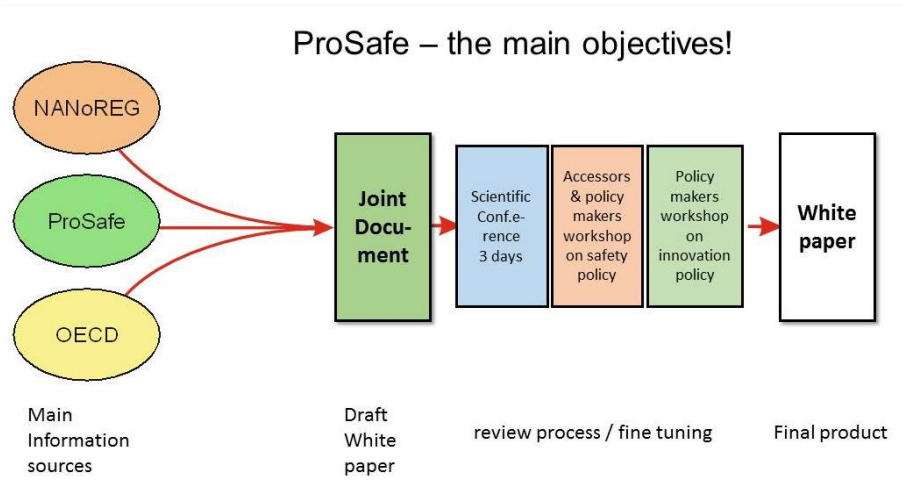 ProSafe – the main objectives!
NANoREG
ProSafe
OECD
Joint
Docu-
ment
Scientific
Conf.e-
rence
3 days
Accessors
& policy
makers
workshop
on safety
policy
Policy
makers
workshop
on
innovation
policy
White
paper
Main
Information
sources
Draft
White
paper
review process / fine tuning
Final product